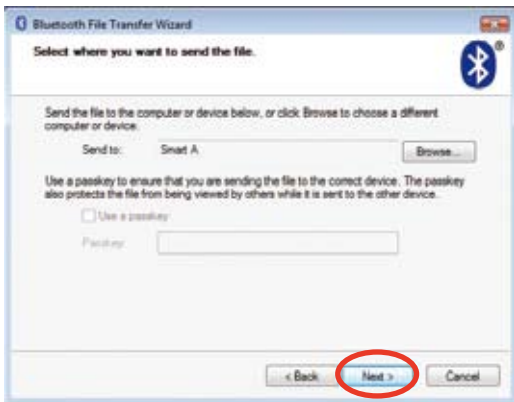 Bluetooth File Transfer Wizard
Select where you want to send the file.
®
Send the file to the computer or device below, or click Browse to choose a different
computer or device.
Send to: Smart A Browse...
Use a passkey to ensure that you are sending the file to the correct device. The passkey
also protects the file from being viewed by others while it is sent to the other device.
Use a passkey
Passkey:
< Back Next > Cancel